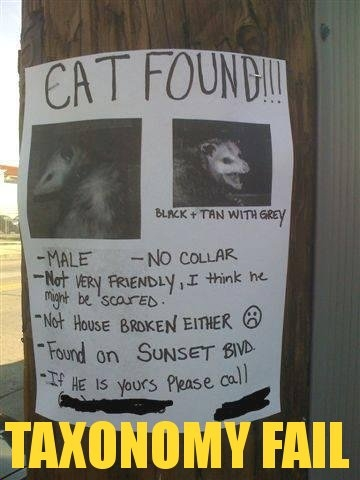 CAT FOUND!!!
BLACK + TAN WITH GREY
-MALE -NO COLLAR
-Not VERY FRIENDLY, I think he
might be SCARED.
-Not House BROKEN EITHER ☹
-Found on SUNSET BLVD.
-If HE is yours Please call
TAXONOMY FAIL